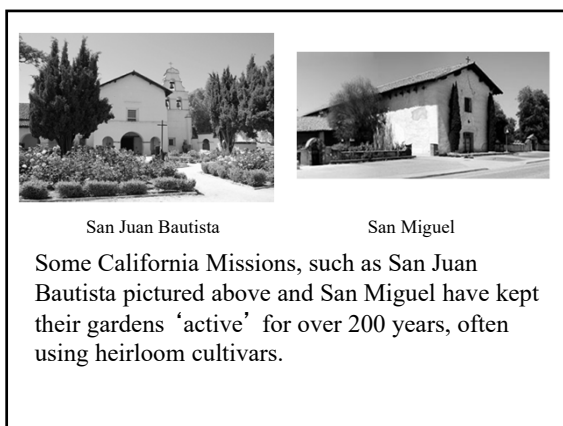 San Juan Bautista
San Miguel
Some California Missions, such as San Juan
Bautista pictured above and San Miguel have kept
their gardens ‘active’ for over 200 years, often
using heirloom cultivars.